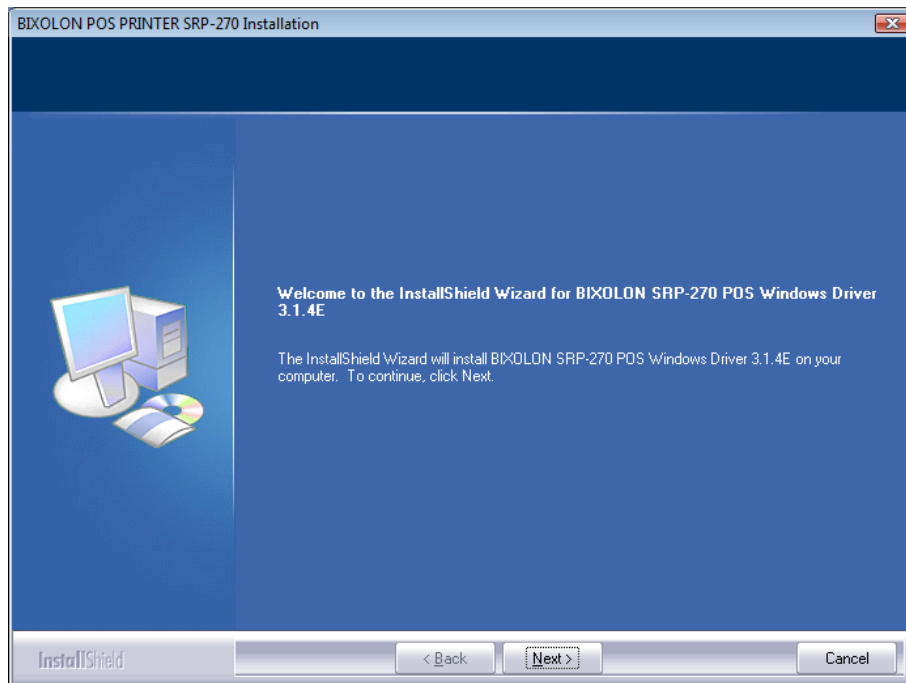 BIXOLON POS PRINTER SRP-270 Installation
Welcome to the InstallShield Wizard for BIXOLON SRP-270 POS Windows Driver
3.1.4E
The InstallShield Wizard will install BIXOLON SRP-270 POS Windows Driver 3.1.4E on your
computer. To continue, click Next.
InstallShield
< Back
Next >
Cancel